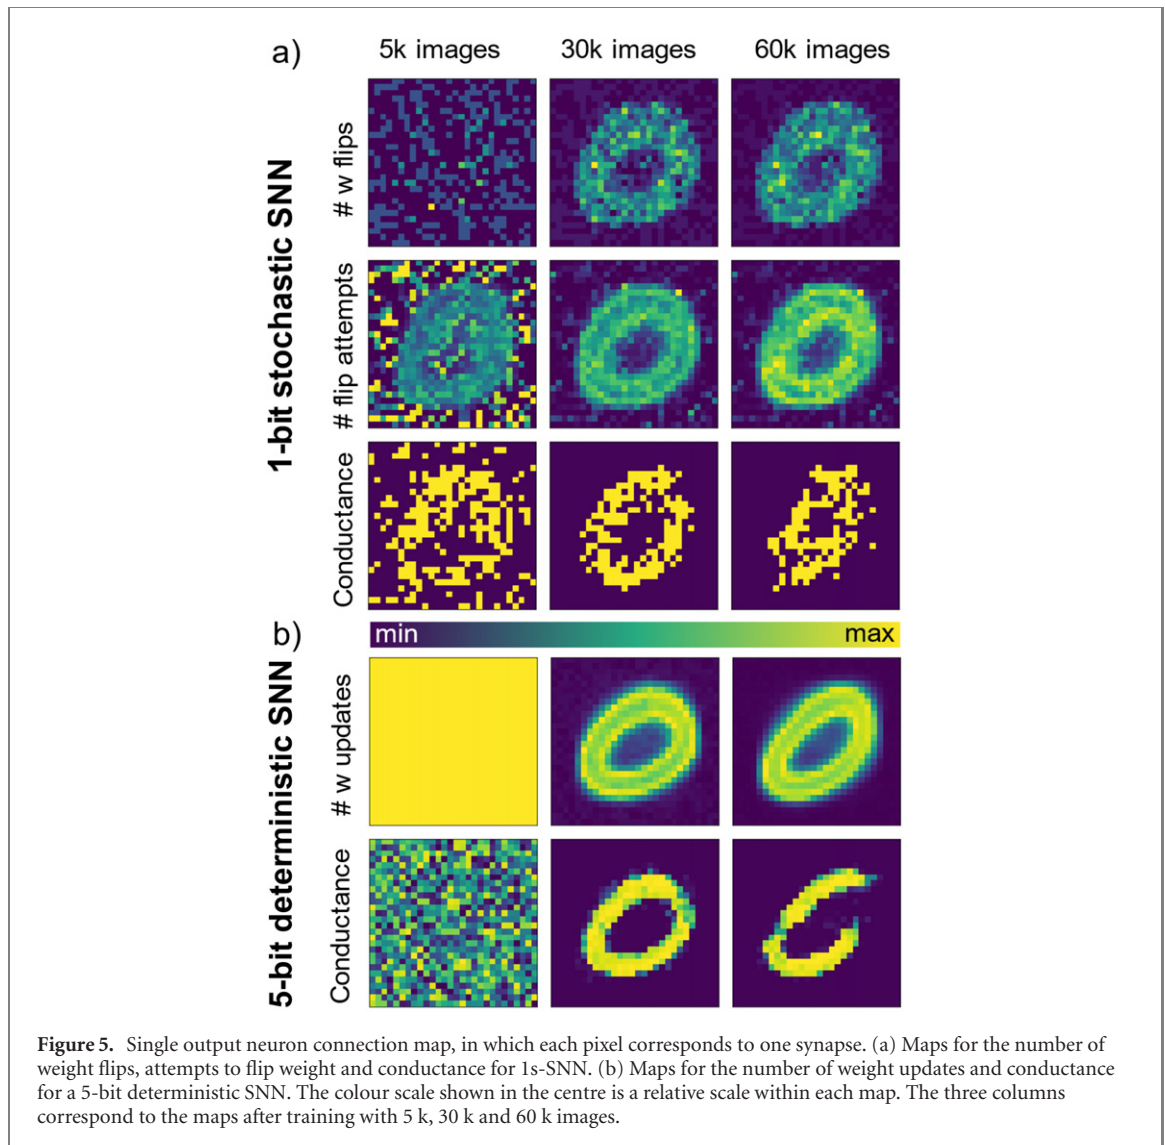 a)
5k images 30k images 60k images
1-bit stochastic SNN
# w flips
# flip attempts
Conductance
b)
min max
5-bit deterministic SNN
# w updates
Conductance
Figure 5. Single output neuron connection map, in which each pixel corresponds to one synapse. (a) Maps for the number of
weight flips, attempts to flip weight and conductance for 1s-SNN. (b) Maps for the number of weight updates and conductance
for a 5-bit deterministic SNN. The colour scale shown in the centre is a relative scale within each map. The three columns
correspond to the maps after training with 5 k, 30 k and 60 k images.